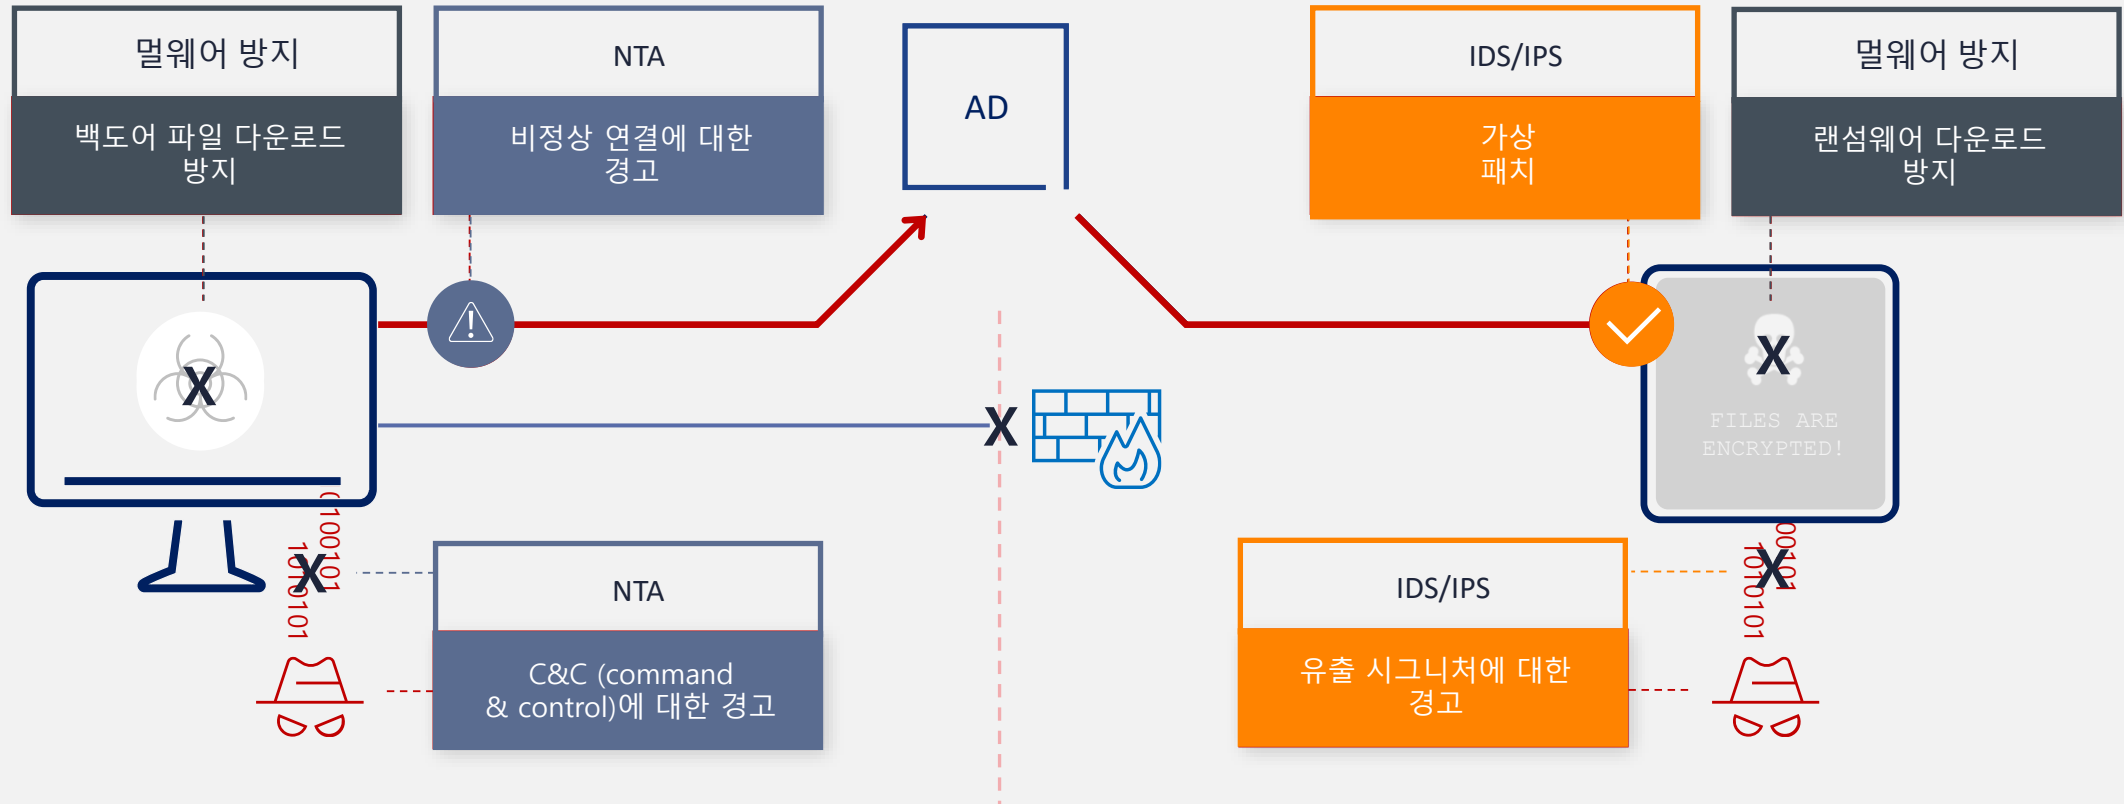 멀웨어 방지
백도어 파일 다운로드
방지
NTA
비정상 연결에 대한
경고
AD
IDS/IPS
가상
패치
멀웨어 방지
랜섬웨어 다운로드
방지
X
X
X
FILES ARE
ENCRYPTED!
1010101
X
NTA
C&C (command
& control)에 대한 경고
IDS/IPS
유출 시그니처에 대한
경고
1010101
X